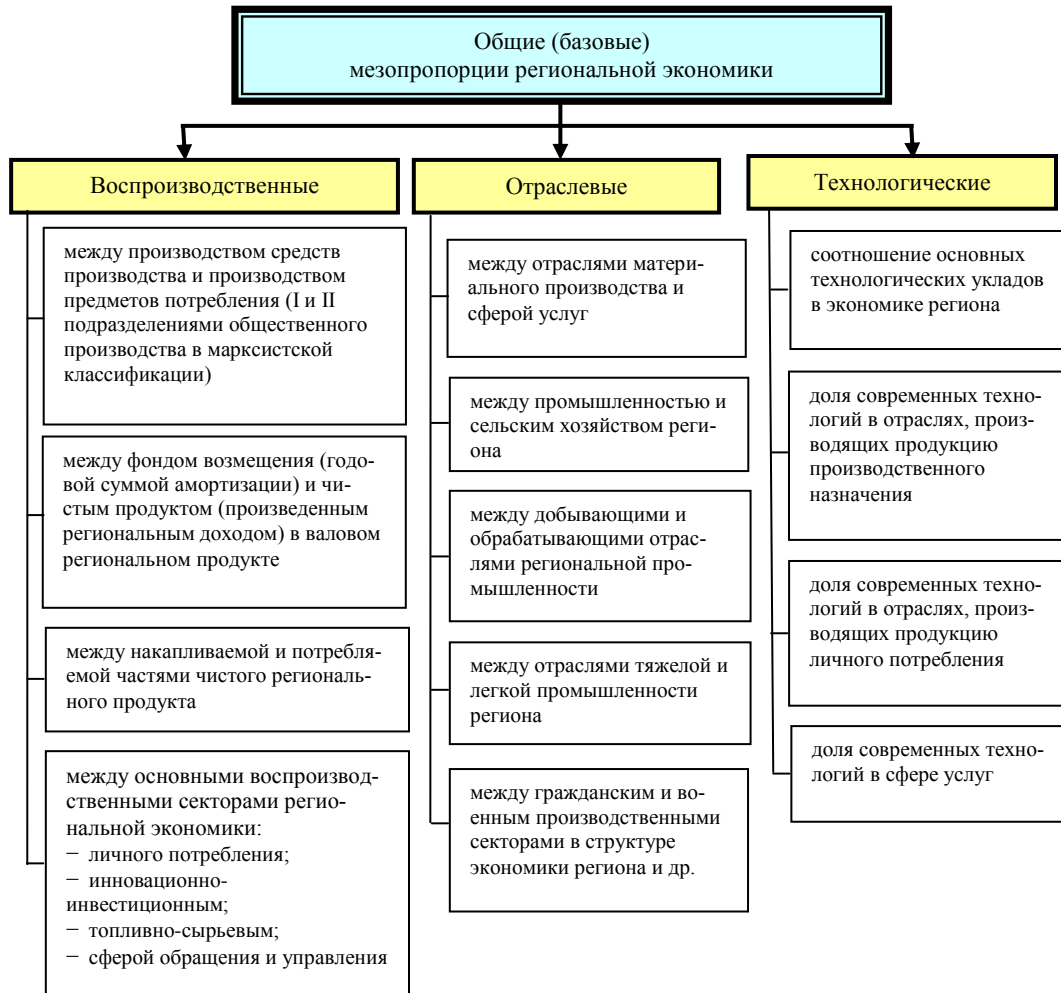 Общие (базовые)
мезопропорции региональной экономики
Воспроизводственные
между производством средств
производства и производством
предметов потребления (I и II
подразделениями общественного
производства в марксистской
классификации)
между фондом возмещения (годо-
вой суммой амортизации) и чи-
стым продуктом (произведенным
региональным доходом) в валовом
региональном продукте
между накапливаемой и потребля-
емой частями чистого региональ-
ного продукта
между основными воспроизвод-
ственными секторами регио-
нальной экономики:
− личного потребления;
− инновационно-
инвестиционным;
− топливно-сырьевым;
− сферой обращения и управления
Отраслевые
между отраслями матери-
ального производства и
сферой услуг
между промышленностью и
сельским хозяйством реги-
она
между добывающими и
обрабатывающими отрас-
лями региональной про-
мышленности
между отраслями тяжелой и
легкой промышленности
региона
между гражданским и во-
енным производственными
секторами в структуре
экономики региона и др.
Технологические
соотношение основных
технологических укладов
в экономике региона
доля современных техно-
логий в отраслях, произ-
водящих продукцию
производственного
назначения
доля современных техно-
логий в отраслях, произ-
водящих продукцию
личного потребления
доля современных техно-
логий в сфере услуг